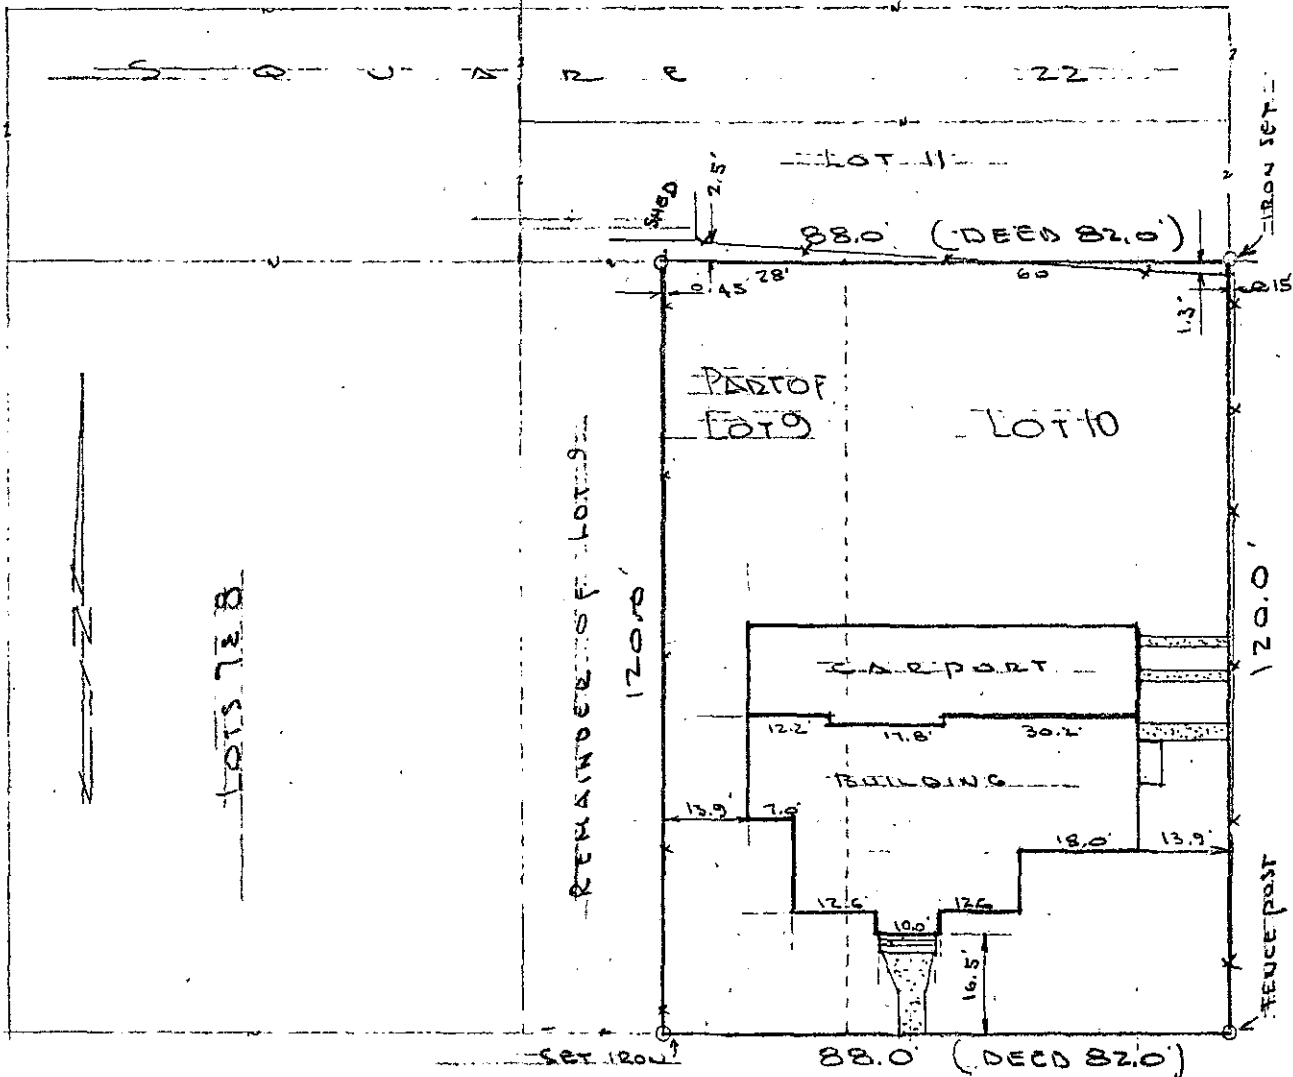 SQUARE 22
LOT 11
IRON SET
SHED
2.5'
88.0' (DEED 82.0')
28'
60
0.45
0.15
1.3'
PART OF
LOT 9
LOT 10
REMAINDER OF LOT 9
120.0'
120.0'
N
LOTS 7 & 8
CARPORT
12.2'
17.8'
30.2'
BUILDING
13.9'
7.0'
18.0'
13.9'
12.6'
12.6
10.0'
16.5'
FENCE POST
SET IRON
88.0' (DEED 82.0')